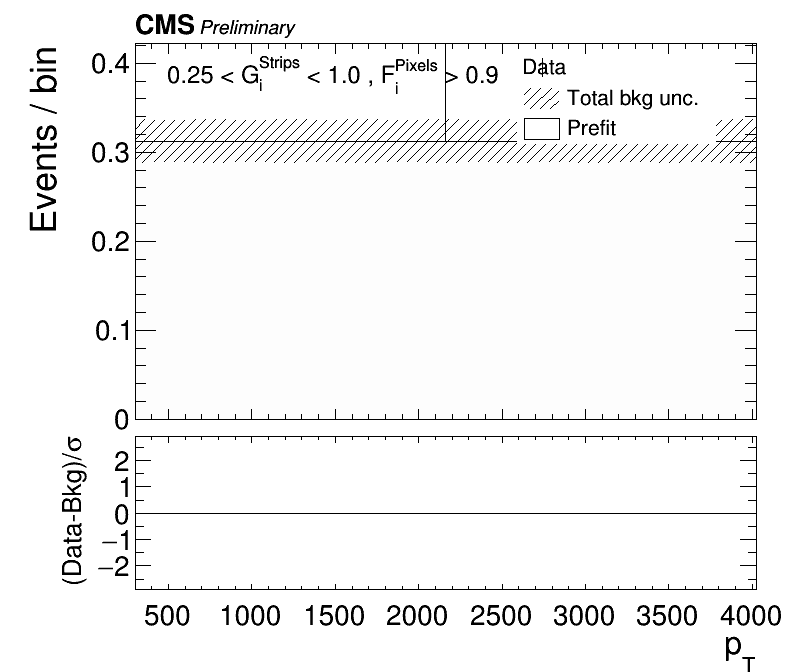 CMS Preliminary
0.25 < G_i^Strips < 1.0 , F_i^Pixels > 0.9
Data
Total bkg unc.
Prefit
Events / bin
0.4
0.3
0.2
0.1
0
(Data-Bkg)/σ
2
1
0
−1
−2
500 1000 1500 2000 2500 3000 3500 4000
p_T